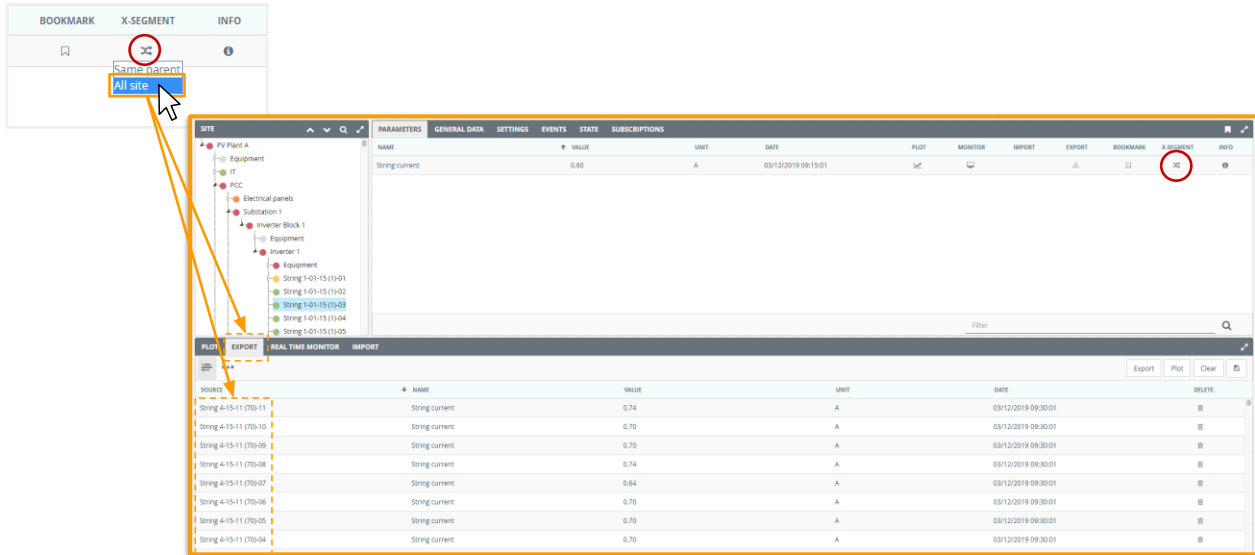 BOOKMARK X-SEGMENT INFO
Same parent
All site
SITE
PARAMETERS GENERAL DATA SETTINGS EVENTS STATE SUBSCRIPTIONS
NAME VALUE UNIT DATE PLOT MONITOR IMPORT EXPORT BOOKMARK X-SEGMENT INFO
String current 0.60 A 03/12/2019 09:15:01
PV Plant A
Equipment
IT
PCC
Electrical panels
Substation 1
Inverter Block 1
Equipment
Inverter 1
Equipment
String 1-01-15 (1)-01
String 1-01-15 (1)-02
String 1-01-15 (1)-03
String 1-01-15 (1)-04
String 1-01-15 (1)-05
Filter
PLOT EXPORT REAL TIME MONITOR IMPORT
Export Plot Clear
SOURCE NAME VALUE UNIT DATE DELETE
String 4-15-11 (70)-11 String current 0.74 A 03/12/2019 09:30:01
String 4-15-11 (70)-10 String current 0.70 A 03/12/2019 09:30:01
String 4-15-11 (70)-09 String current 0.70 A 03/12/2019 09:30:01
String 4-15-11 (70)-08 String current 0.74 A 03/12/2019 09:30:01
String 4-15-11 (70)-07 String current 0.64 A 03/12/2019 09:30:01
String 4-15-11 (70)-06 String current 0.70 A 03/12/2019 09:30:01
String 4-15-11 (70)-05 String current 0.70 A 03/12/2019 09:30:01
String 4-15-11 (70)-04 String current 0.70 A 03/12/2019 09:30:01